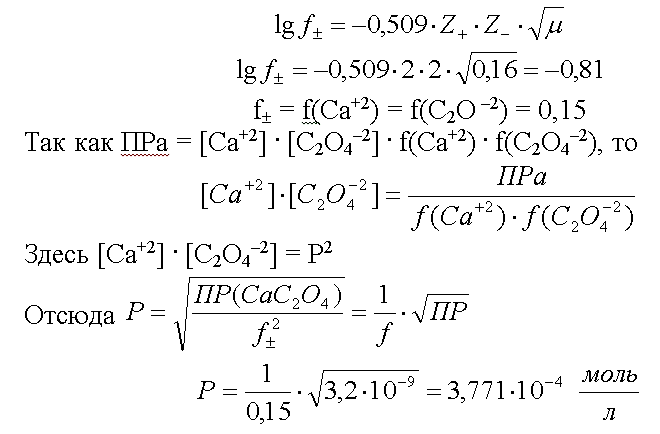 lg f± = −0,509 · Z₊ · Z₋ · √μ
lg f± = −0,509 · 2 · 2 · √0,16 = −0,81
f± = f(Ca⁺²) = f(C₂O⁻²) = 0,15
Так как ПРа = [Ca⁺²] · [C₂O₄⁻²] · f(Ca⁺²) · f(C₂O₄⁻²), то
[Ca⁺²] · [C₂O₄⁻²] = ПРа / (f(Ca⁺²) · f(C₂O₄⁻²))
Здесь [Ca⁺²] · [C₂O₄⁻²] = P²
Отсюда P = √(ПР(CaC₂O₄) / f±²) = 1/f · √ПР
P = 1/0,15 · √(3,2·10⁻⁹) = 3,771·10⁻⁴ моль/л